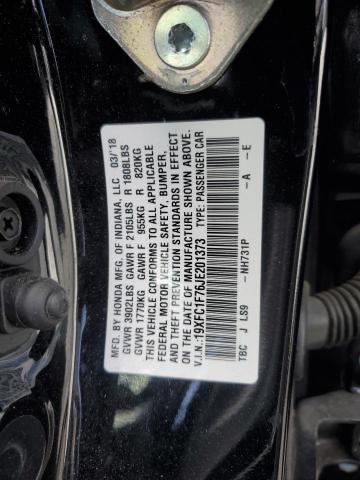 MFD. BY HONDA MFG. OF INDIANA, LLC 03/18
GVWR 3902LBS GAWR F 2105LBS R 1808LBS
GVWR 1770KG GAWR F 955KG R 820KG
THIS VEHICLE CONFORMS TO ALL APPLICABLE
FEDERAL MOTOR VEHICLE SAFETY, BUMPER,
AND THEFT PREVENTION STANDARDS IN EFFECT
ON THE DATE OF MANUFACTURE SHOWN ABOVE.
V.I.N.:19XFC1F76JE201373 TYPE: PASSENGER CAR
TBC J LS9 – NH731P – A – E